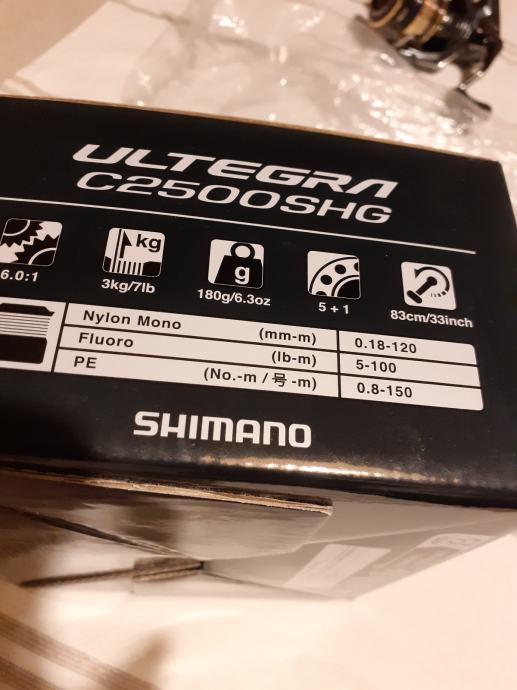 ULTEGRA
C2500SHG
kg
g
6.0:1
3kg/7lb
180g/6.3oz
5 + 1
83cm/33inch
Nylon Mono (mm-m) 0.18-120
Fluoro (lb-m) 5-100
PE (No.-m / 号 -m) 0.8-150
SHIMANO